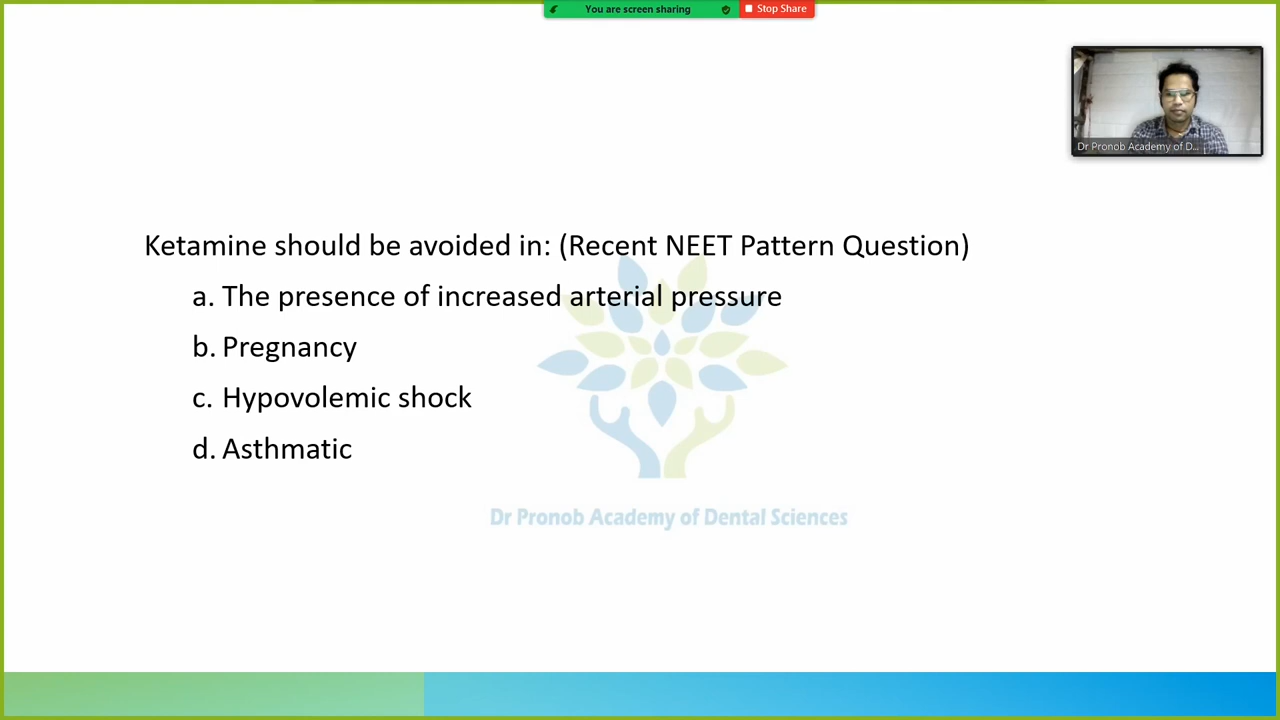 You are screen sharing
Stop Share
Dr Pronob Academy of D...
Ketamine should be avoided in: (Recent NEET Pattern Question)
a. The presence of increased arterial pressure
b. Pregnancy
c. Hypovolemic shock
d. Asthmatic
Dr Pronob Academy of Dental Sciences